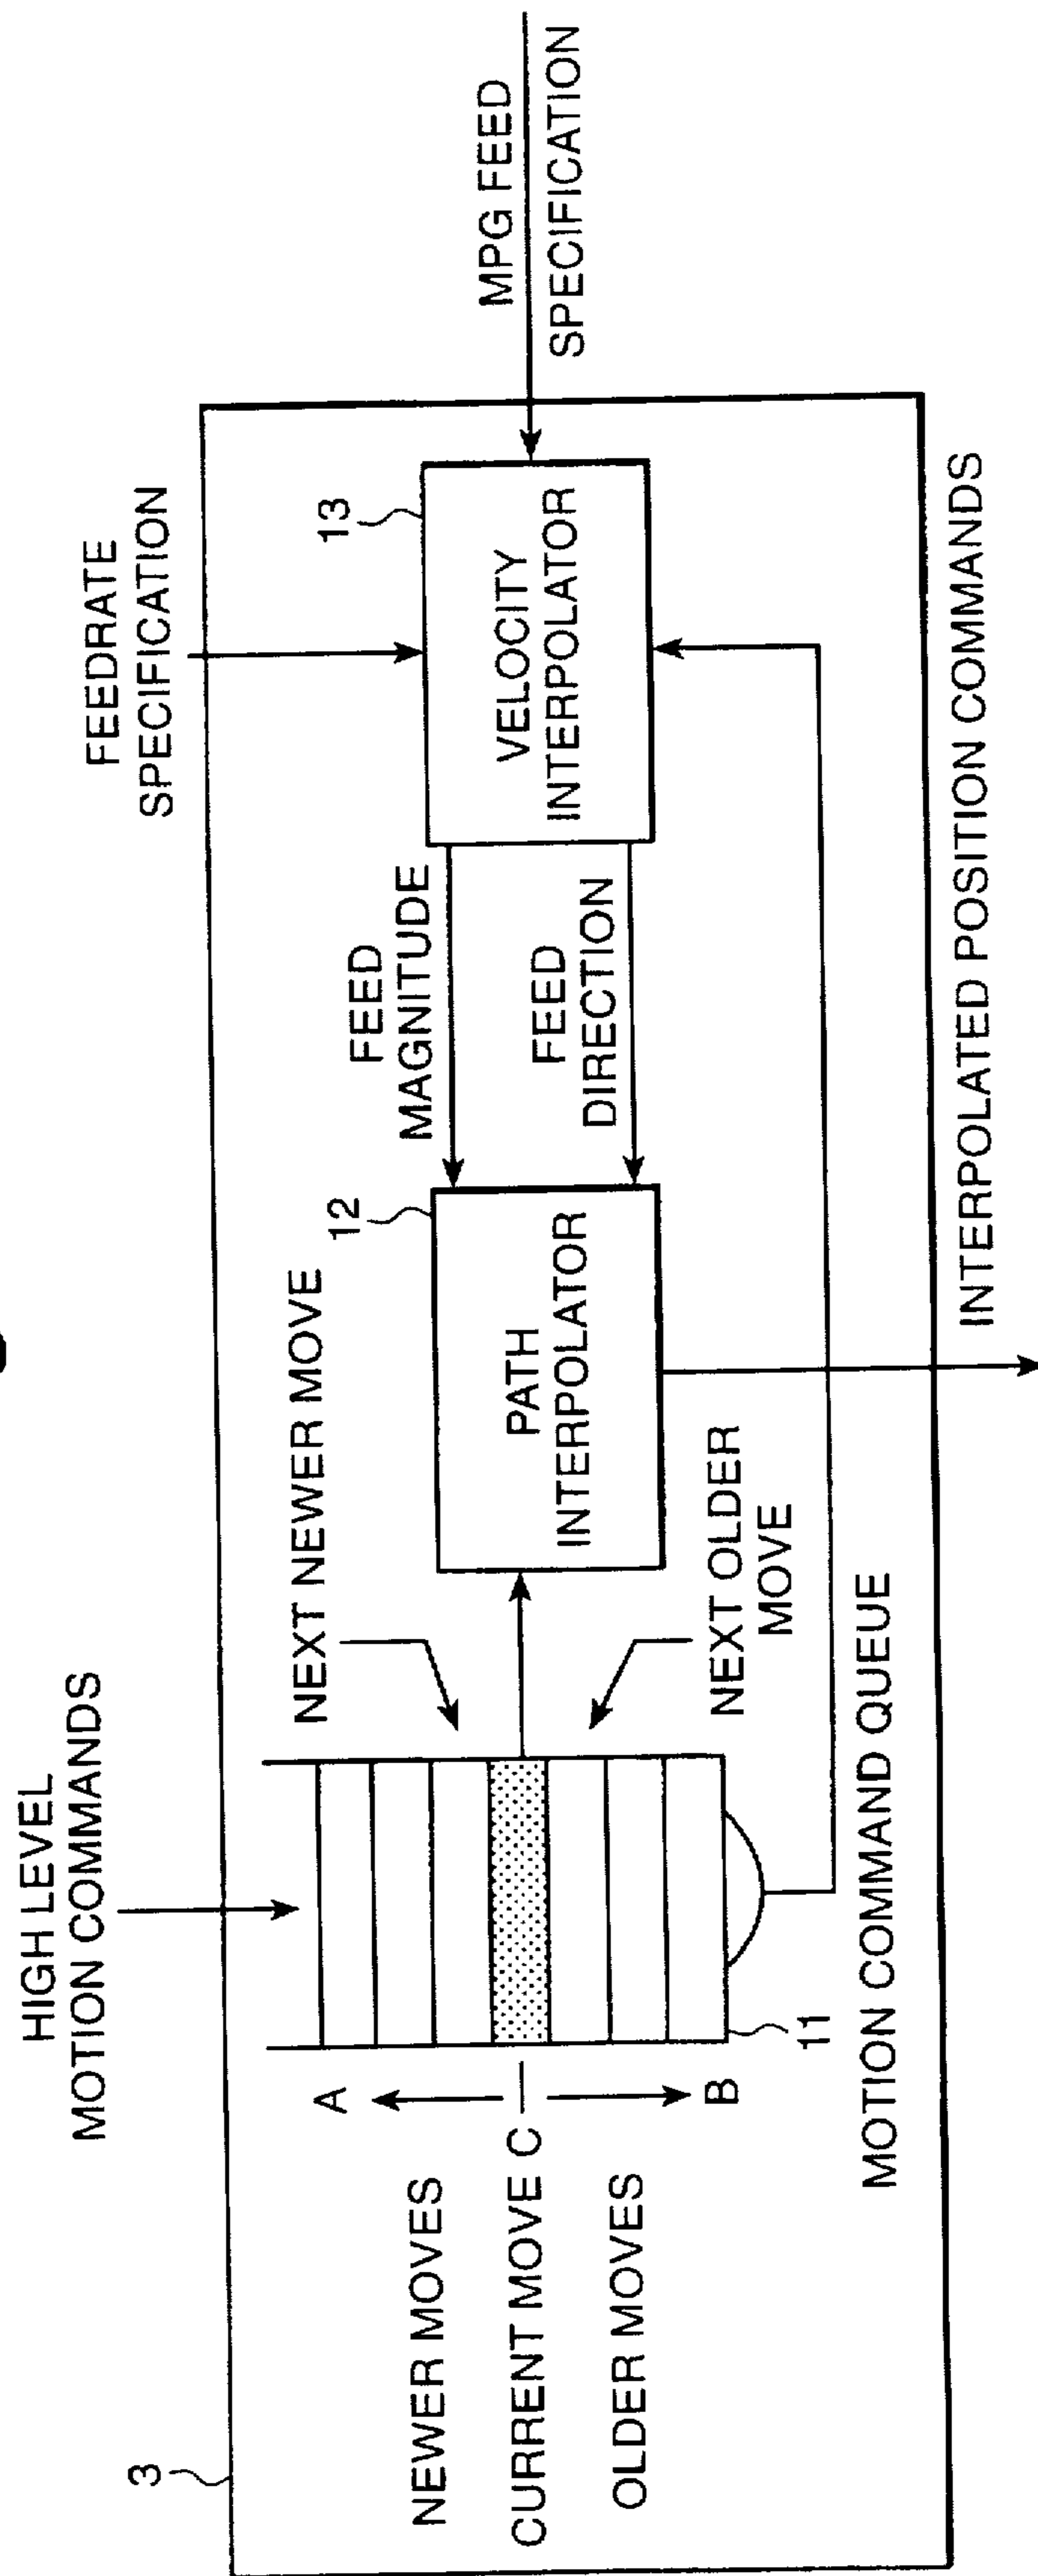 HIGH LEVEL
MOTION COMMANDS
FEEDRATE
SPECIFICATION
3
NEWER MOVES
CURRENT MOVE C
OLDER MOVES
A
B
11
NEXT NEWER MOVE
NEXT OLDER
MOVE
MOTION COMMAND QUEUE
12
PATH
INTERPOLATOR
FEED
MAGNITUDE
FEED
DIRECTION
13
VELOCITY
INTERPOLATOR
MPG FEED
SPECIFICATION
INTERPOLATED POSITION COMMANDS